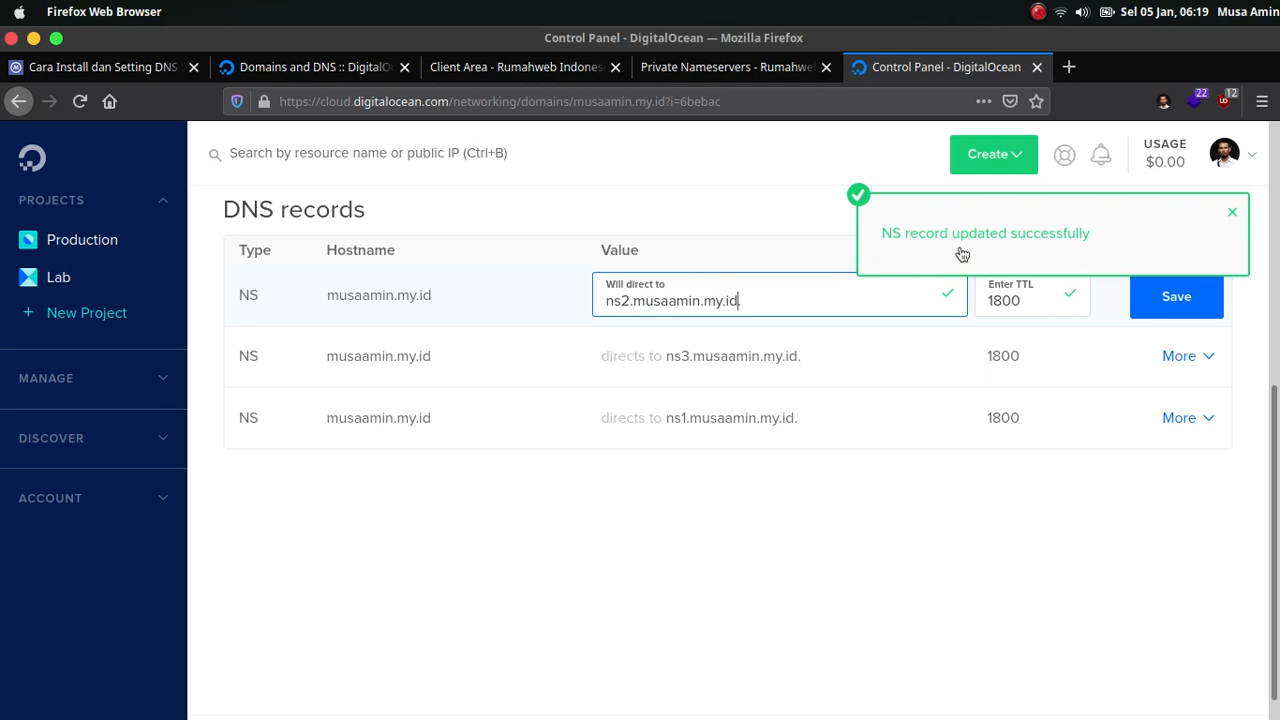 Firefox Web Browser
Sel 05 Jan, 06:19
Musa Amin
Control Panel - DigitalOcean — Mozilla Firefox
Cara Install dan Setting DNS
Domains and DNS :: DigitalO
Client Area - Rumahweb Indones
Private Nameservers - Rumahwe
Control Panel - DigitalOcean
https://cloud.digitalocean.com/networking/domains/musaamin.my.id?i=6bebac
22
12
Search by resource name or public IP (Ctrl+B)
Create
USAGE
$0.00
PROJECTS
Production
Lab
+ New Project
MANAGE
DISCOVER
ACCOUNT
DNS records
NS record updated successfully
Type
Hostname
Value
NS
musaamin.my.id
Will direct to
ns2.musaamin.my.id.
Enter TTL
1800
Save
NS
musaamin.my.id
directs to ns3.musaamin.my.id.
1800
More
NS
musaamin.my.id
directs to ns1.musaamin.my.id.
1800
More